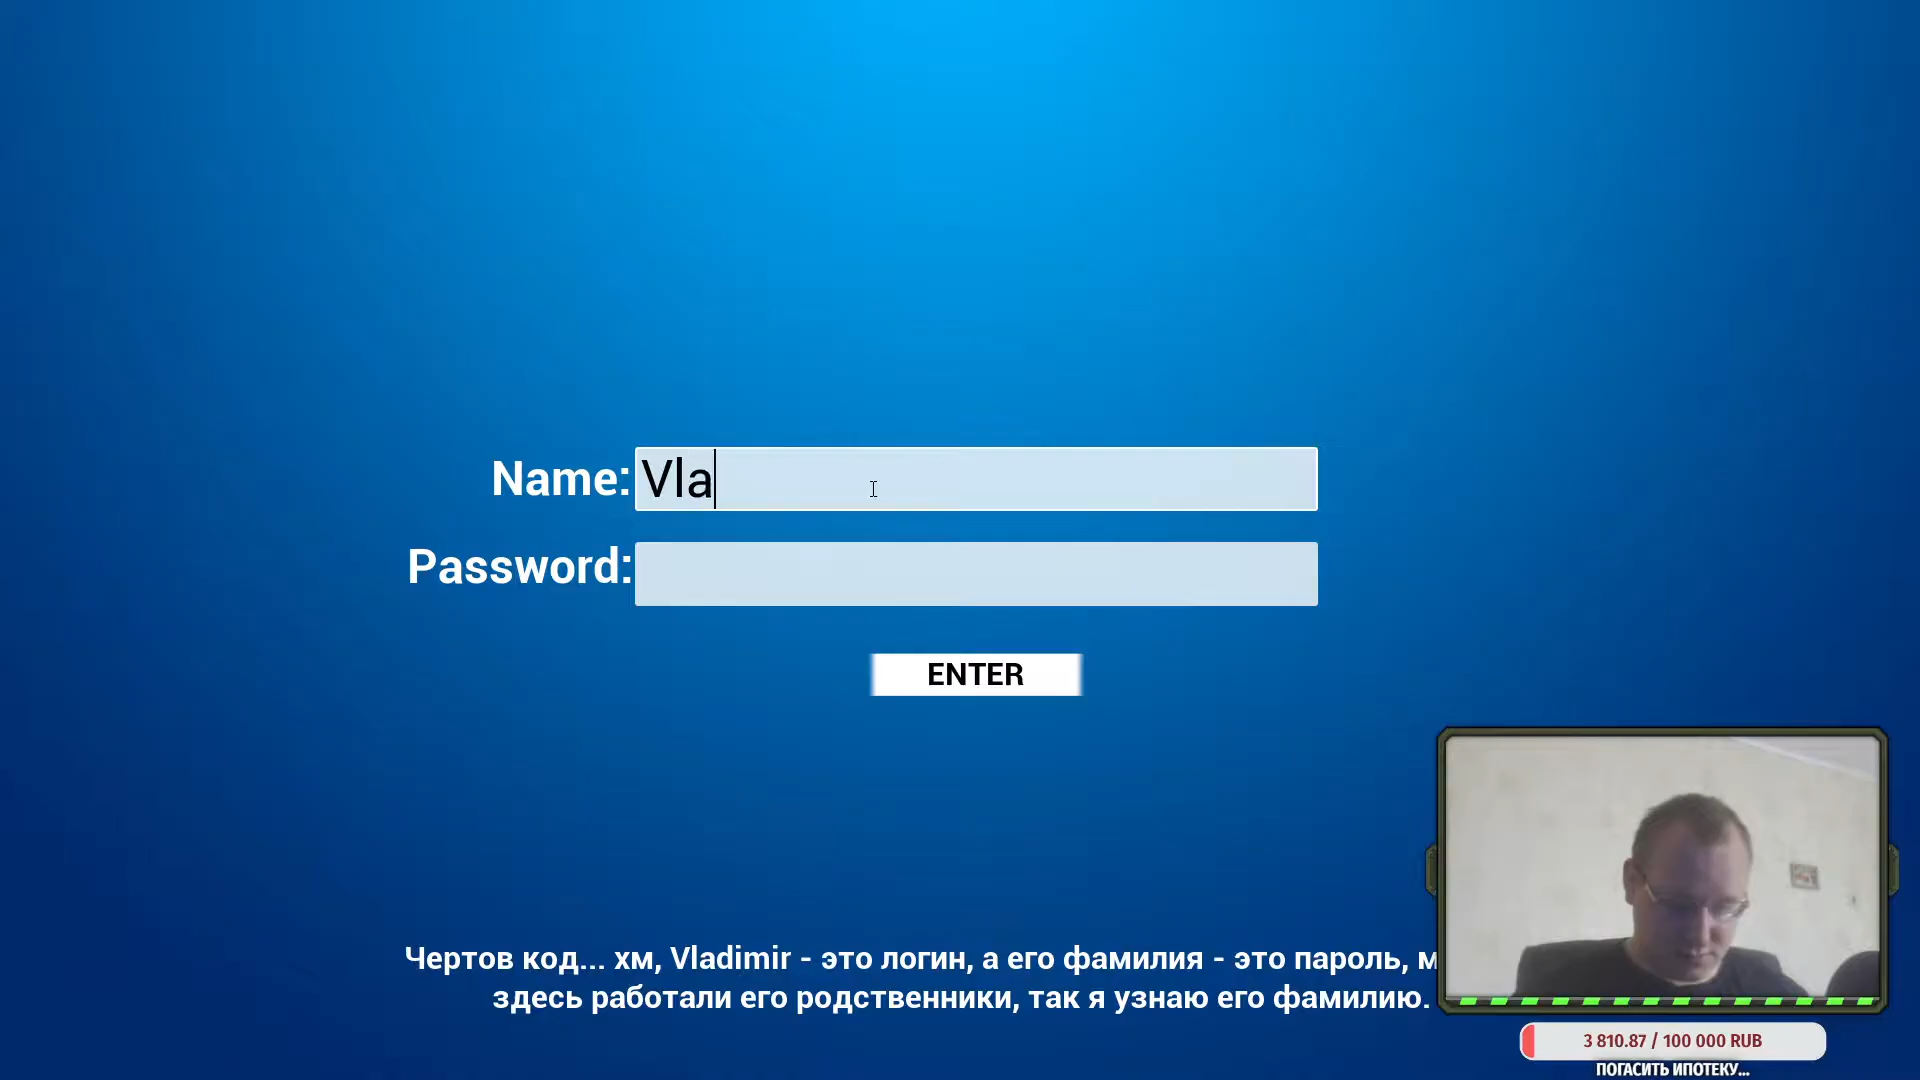 Name: Vla
Password:
ENTER
Чертов код... хм, Vladimir - это логин, а его фамилия - это пароль, м
здесь работали его родственники, так я узнаю его фамилию.
3 810.87 / 100 000 RUB
ПОГАСИТЬ ИПОТЕКУ...